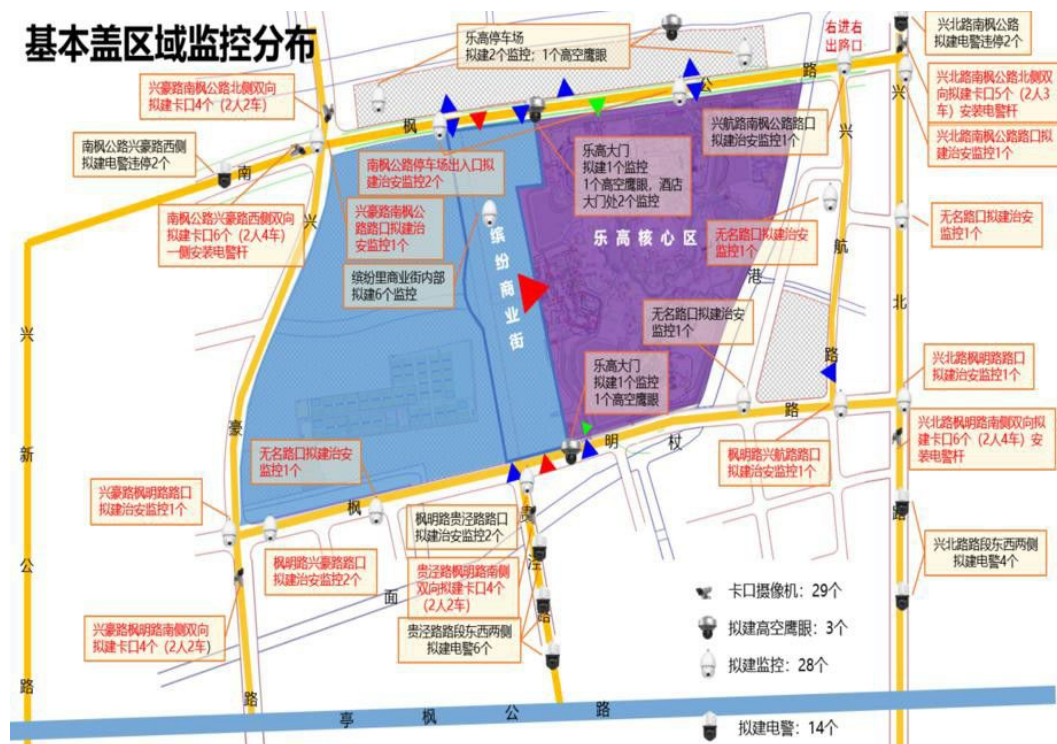 基本盖区域监控分布
乐高停车场
拟建2个监控；1个高空鹰眼
右进右
出路口
兴北路南枫公路
拟建电警违停2个
兴豪路南枫公路北侧双向
拟建卡口4个（2人2车）
兴北路南枫公路北侧双
向拟建卡口5个（2人3
车）安装电警杆
南枫公路兴豪路西侧
拟建电警违停2个
兴航路南枫公路路口
拟建治安监控1个
兴北路南枫公路路口拟
建治安监控1个
南枫公路停车场出入口拟
建治安监控2个
乐高大门
拟建1个监控
1个高空鹰眼，酒店
大门处2个监控
南枫公路兴豪路西侧双向
拟建卡口6个（2人4车）
一侧安装电警杆
兴豪路南枫公
路路口拟建治
安监控1个
无名路口拟建治安
监控1个
无名路口拟建治安
监控1个
乐高核心区
缤纷里商业街内部
拟建6个监控
缤纷商业街
无名路口拟建治安
监控1个
乐高大门
拟建1个监控
1个高空鹰眼
兴北路枫明路路口
拟建治安监控1个
兴北路枫明路南侧双向拟
建卡口6个（2人4车）安
装电警杆
无名路口拟建治安
监控1个
枫明路兴航路路口
拟建治安监控1个
兴豪路枫明路路口
拟建治安监控1个
枫明路贵泾路路口
拟建治安监控2个
枫明路兴豪路路口
拟建治安监控2个
贵泾路枫明路南侧
双向拟建卡口4个
（2人2车）
兴北路路段东西两侧
拟建电警4个
兴豪路枫明路南侧双向
拟建卡口4个（2人2车）
贵泾路路段东西两侧
拟建电警6个
卡口摄像机：29个
拟建高空鹰眼：3个
拟建监控：28个
拟建电警：14个
南枫公路
兴豪路
兴新公路
兴航路
兴北路
枫明路
贵泾路
港
杖
面
亭枫公路